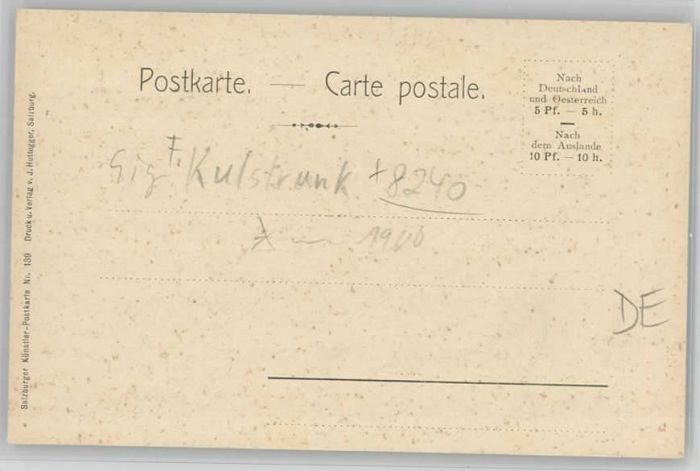 Postkarte. — Carte postale.
Nach
Deutschland
und Oesterreich
5 Pf. — 5 h.
Nach
dem Auslande
10 Pf. — 10 h.
Sig + Kulstrunk + 8240
1900
DE
Salzburger Künstler-Postkarte Nr. 139 Druck u. Verlag v. J. Huttegger, Salzburg.